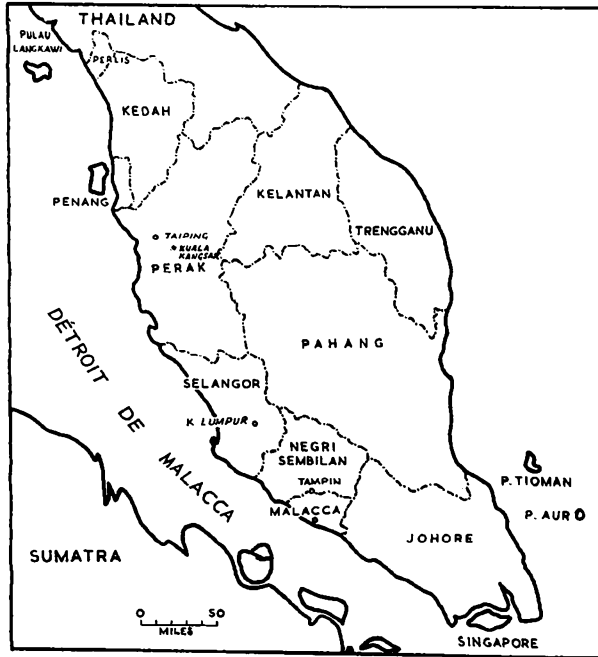 THAILAND
PULAU
LANGKAWI
PERLIS
KEDAH
PENANG
KELANTAN
TRENGGANU
TAIPING
KUALA
KANGSAR
PERAK
PAHANG
DÉTROIT DE MALACCA
SELANGOR
K. LUMPUR
NEGRI
SEMBILAN
TAMPIN
MALACCA
P. TIOMAN
P. AUR
JOHORE
SUMATRA
0 50
MILES
SINGAPORE